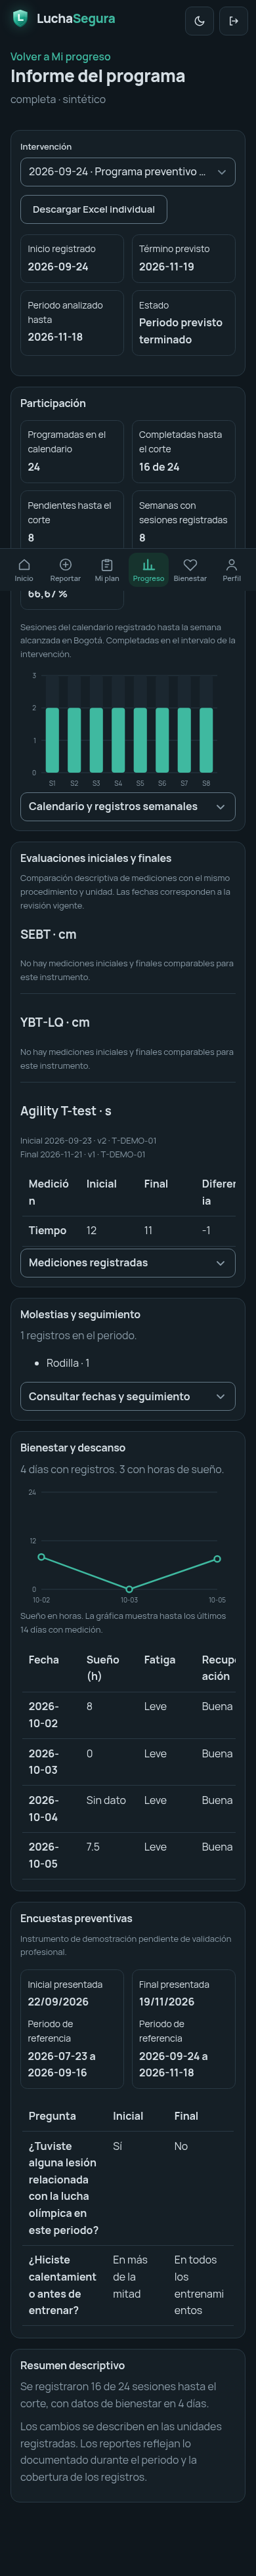 LuchaSegura
Volver a Mi progreso
Informe del programa
completa · sintético
Intervención
2026-09-24 · Programa preventivo ...
Descargar Excel individual
Inicio registrado
2026-09-24
Término previsto
2026-11-19
Periodo analizado
hasta
2026-11-18
Estado
Periodo previsto
terminado
Participación
Programadas en el
calendario
24
Completadas hasta
el corte
16 de 24
Pendientes hasta el
corte
8
Semanas con
sesiones registradas
8
Inicio
Reportar
Mi plan
Progreso
Bienestar
Perfil
66,67 %
Sesiones del calendario registrado hasta la semana
alcanzada en Bogotá. Completadas en el intervalo de la
intervención.
3
2
1
0
S1 S2 S3 S4 S5 S6 S7 S8
Calendario y registros semanales
Evaluaciones iniciales y finales
Comparación descriptiva de mediciones con el mismo
procedimiento y unidad. Las fechas corresponden a la
revisión vigente.
SEBT · cm
No hay mediciones iniciales y finales comparables para
este instrumento.
YBT-LQ · cm
No hay mediciones iniciales y finales comparables para
este instrumento.
Agility T-test · s
Inicial 2026-09-23 · v2 · T-DEMO-01
Final 2026-11-21 · v1 · T-DEMO-01
Medició
n
Inicial
Final
Diferen
ia
Tiempo 12 11 -1
Mediciones registradas
Molestias y seguimiento
1 registros en el periodo.
• Rodilla · 1
Consultar fechas y seguimiento
Bienestar y descanso
4 días con registros. 3 con horas de sueño.
24
12
0
10-02 10-03 10-05
Sueño en horas. La gráfica muestra hasta los últimos
14 días con medición.
Fecha
Sueño
(h)
Fatiga
Recupe
ación
2026-
10-02
8 Leve Buena
2026-
10-03
0 Leve Buena
2026-
10-04
Sin dato Leve Buena
2026-
10-05
7.5 Leve Buena
Encuestas preventivas
Instrumento de demostración pendiente de validación
profesional.
Inicial presentada
22/09/2026
Periodo de
referencia
2026-07-23 a
2026-09-16
Final presentada
19/11/2026
Periodo de
referencia
2026-09-24 a
2026-11-18
Pregunta Inicial Final
¿Tuviste
alguna lesión
relacionada
con la lucha
olímpica en
este periodo?
Sí
No
¿Hiciste
calentamient
o antes de
entrenar?
En más
de la
mitad
En todos
los
entrenami
entos
Resumen descriptivo
Se registraron 16 de 24 sesiones hasta el
corte, con datos de bienestar en 4 días.
Los cambios se describen en las unidades
registradas. Los reportes reflejan lo
documentado durante el periodo y la
cobertura de los registros.